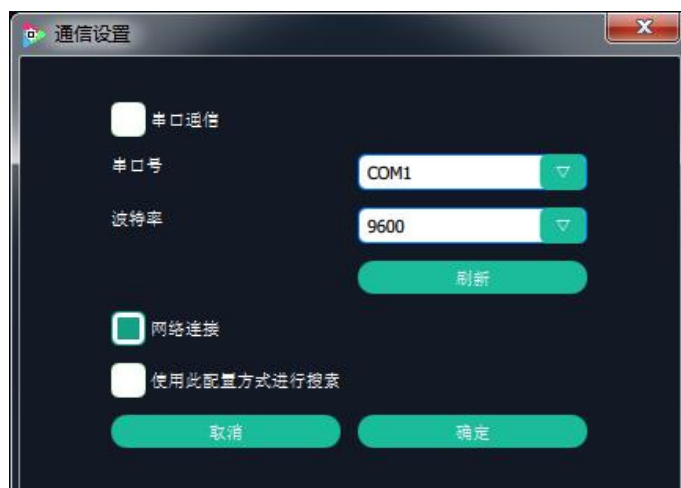 通信设置
串口通信
串口号
COM1
波特率
9600
刷新
网络连接
使用此配置方式进行搜索
取消
确定